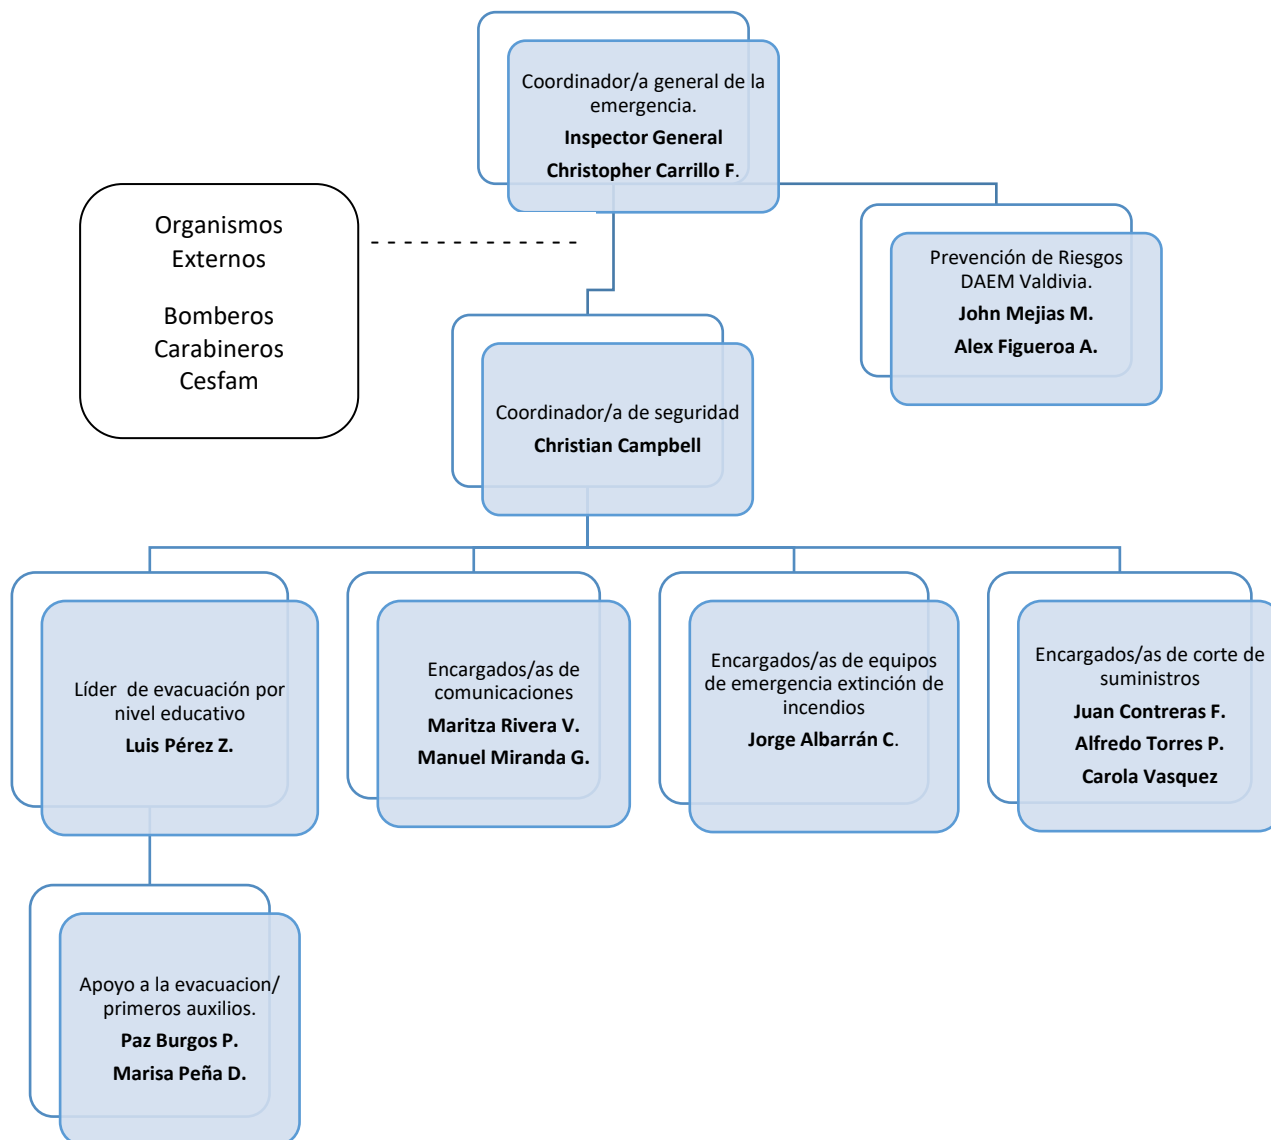 Coordinador/a general de la
emergencia.
Inspector General
Christopher Carrillo F.
Organismos
Externos
Bomberos
Carabineros
Cesfam
Prevención de Riesgos
DAEM Valdivia.
John Mejias M.
Alex Figueroa A.
Coordinador/a de seguridad
Christian Campbell
Líder de evacuación por
nivel educativo
Luis Pérez Z.
Encargados/as de
comunicaciones
Maritza Rivera V.
Manuel Miranda G.
Encargados/as de equipos
de emergencia extinción de
incendios
Jorge Albarrán C.
Encargados/as de corte de
suministros
Juan Contreras F.
Alfredo Torres P.
Carola Vasquez
Apoyo a la evacuacion/
primeros auxilios.
Paz Burgos P.
Marisa Peña D.